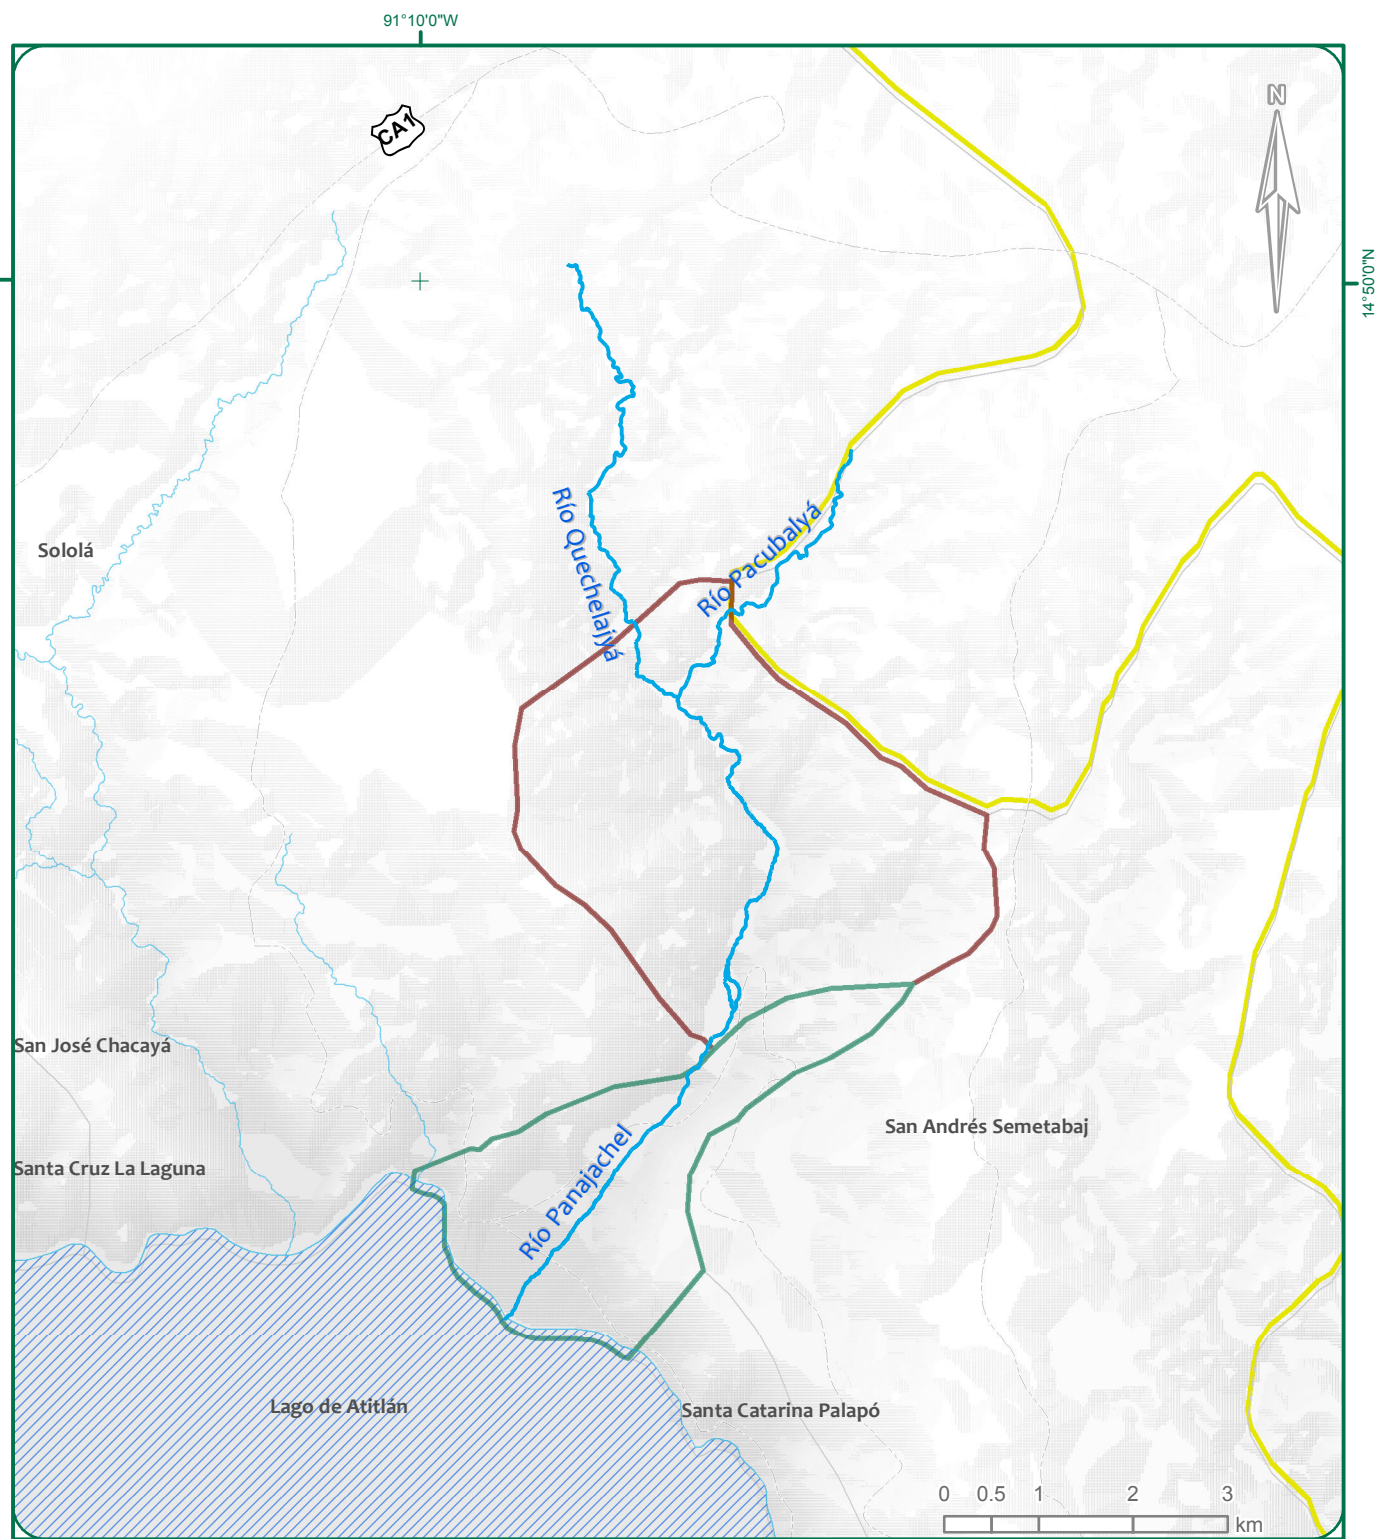 91°10'0"W
N
CA1
14°50'0"N
Río Quechelajyá
Río Pacubalyá
Sololá
San José Chacayá
San Andrés Semetabaj
Santa Cruz La Laguna
Río Panajachel
Lago de Atitlán
Santa Catarina Palapó
0 0.5 1 2 3
km